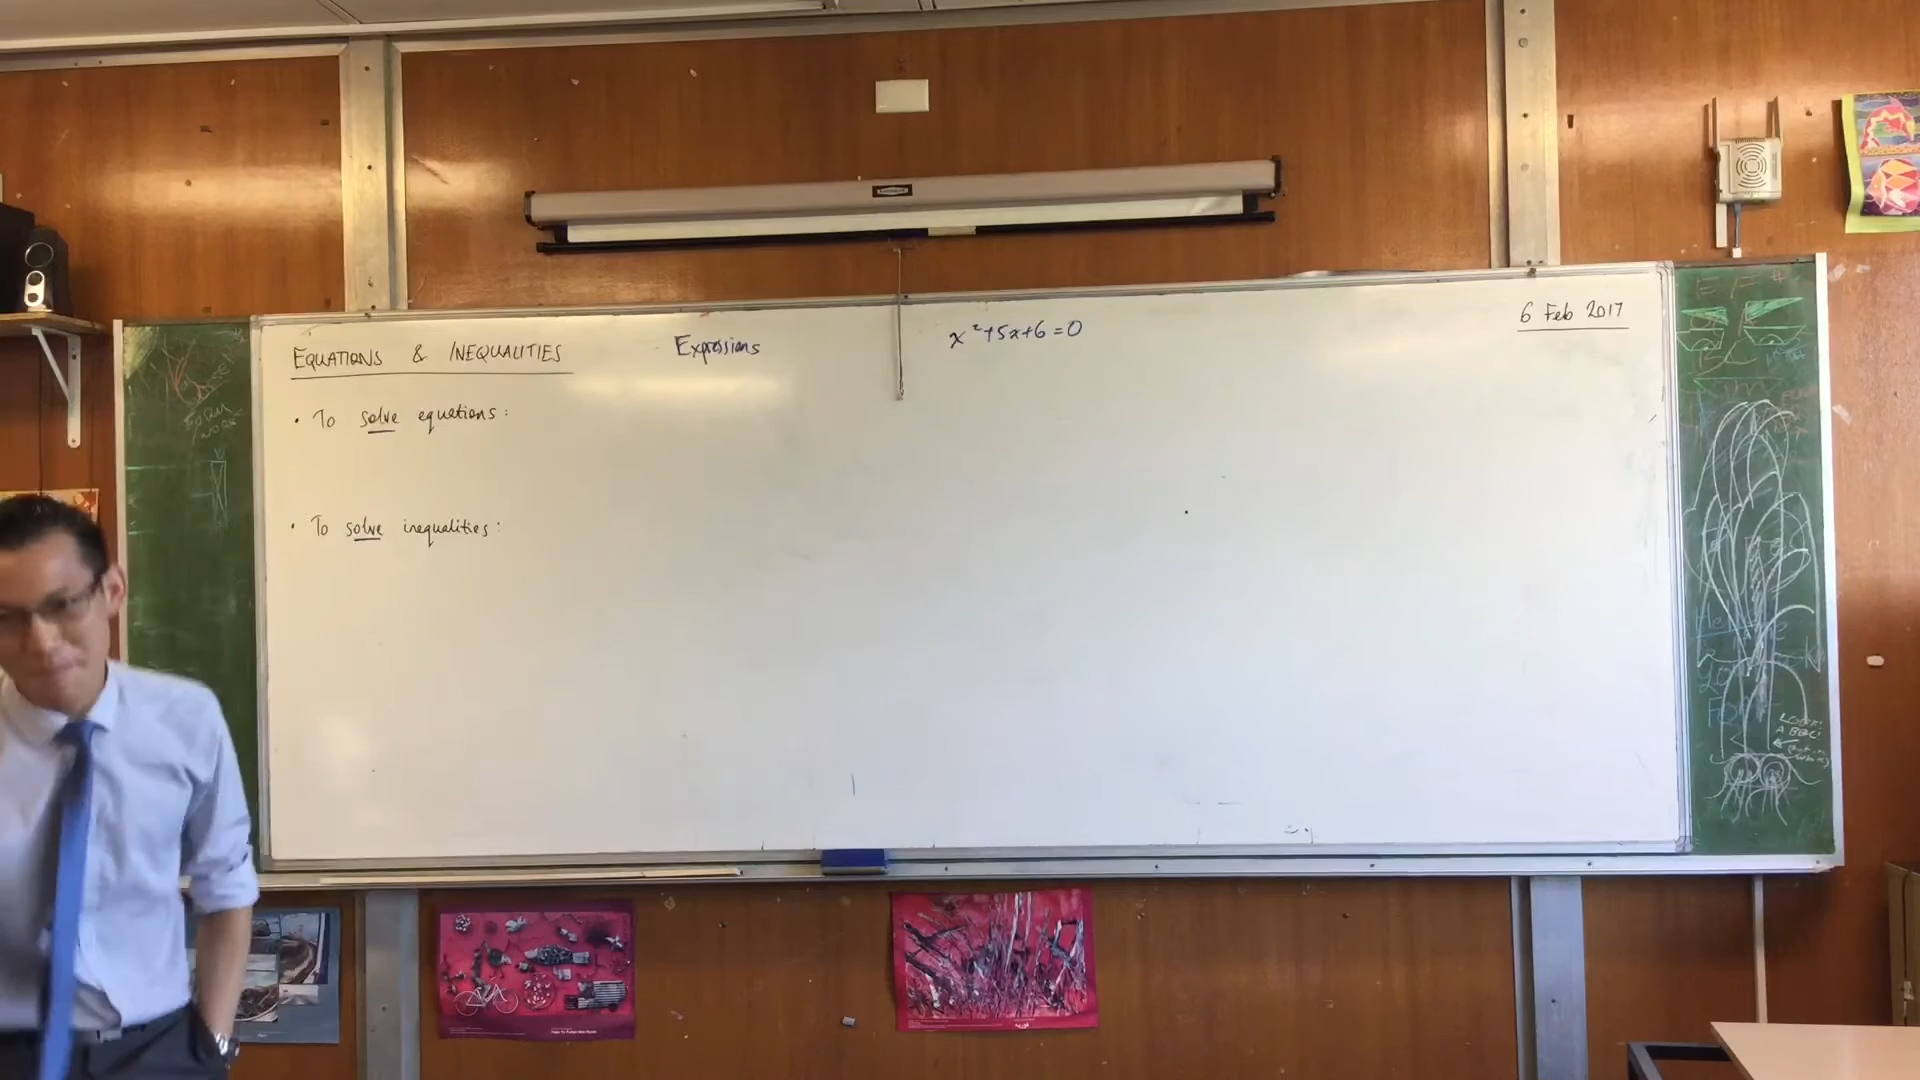 EQUATIONS & INEQUALITIES
Expressions
x²+5x+6=0
6 Feb 2017
• To solve equations:
• To solve inequalities: